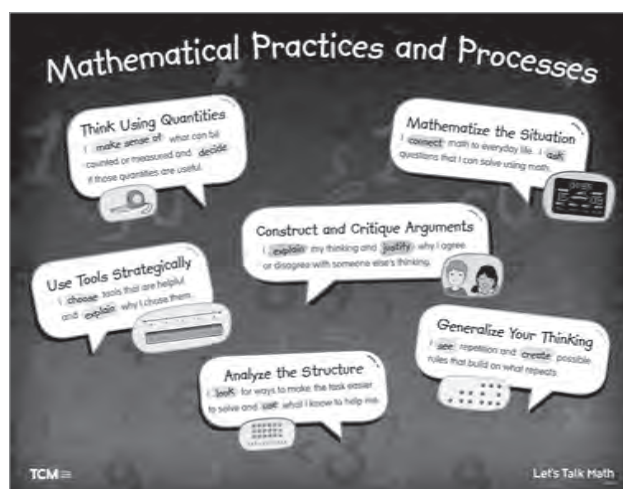 Mathematical Practices and Processes
Think Using Quantities
I make sense of what can be
counted or measured and decide
if those quantities are useful.
Mathematize the Situation
I connect math to everyday life. I ask
questions that I can solve using math.
Construct and Critique Arguments
I explain my thinking and justify why I agree
or disagree with someone else's thinking.
Use Tools Strategically
I choose tools that are helpful
and explain why I chose them.
Generalize Your Thinking
I see repetition and create possible
rules that build on what repeats.
Analyze the Structure
I look for ways to make the task easier
to solve and use what I know to help me.
TCM
Let's Talk Math